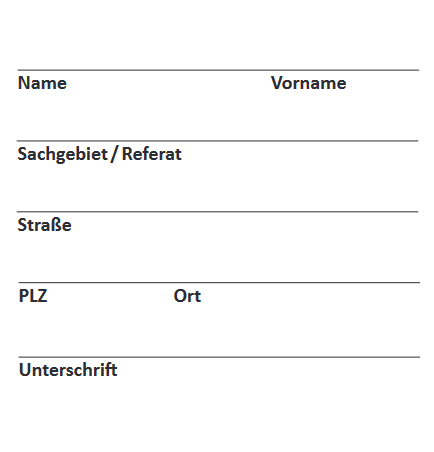 Name Vorname
Sachgebiet / Referat
Straße
PLZ Ort
Unterschrift